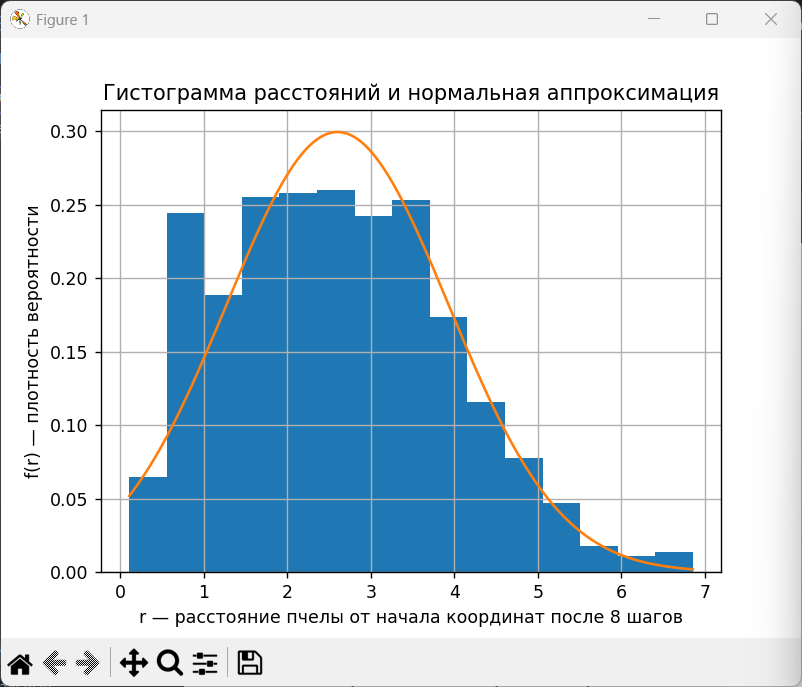 Figure 1
Гистограмма расстояний и нормальная аппроксимация
f(r) — плотность вероятности
0.30
0.25
0.20
0.15
0.10
0.05
0.00
0 1 2 3 4 5 6 7
r — расстояние пчелы от начала координат после 8 шагов